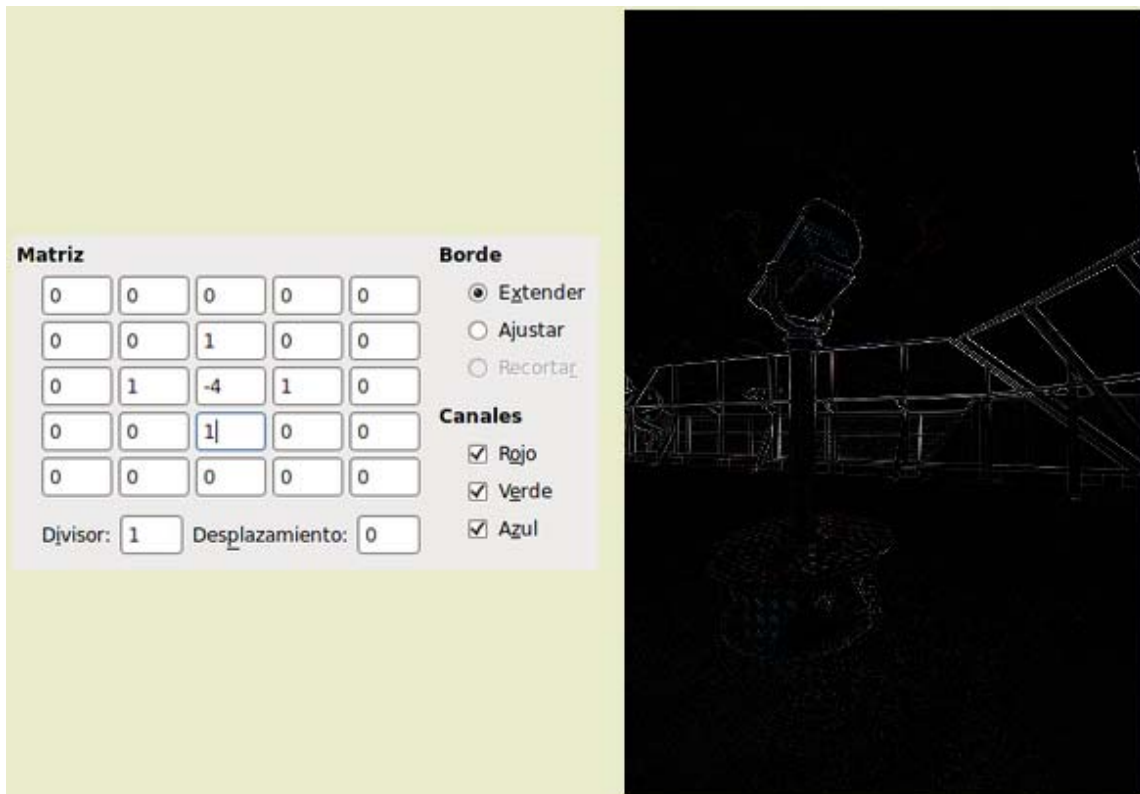 Matriz
0 0 0 0 0
0 0 1 0 0
0 1 -4 1 0
0 0 1 0 0
0 0 0 0 0
Divisor: 1 Desplazamiento: 0
Borde
Extender
Ajustar
Recortar
Canales
Rojo
Verde
Azul